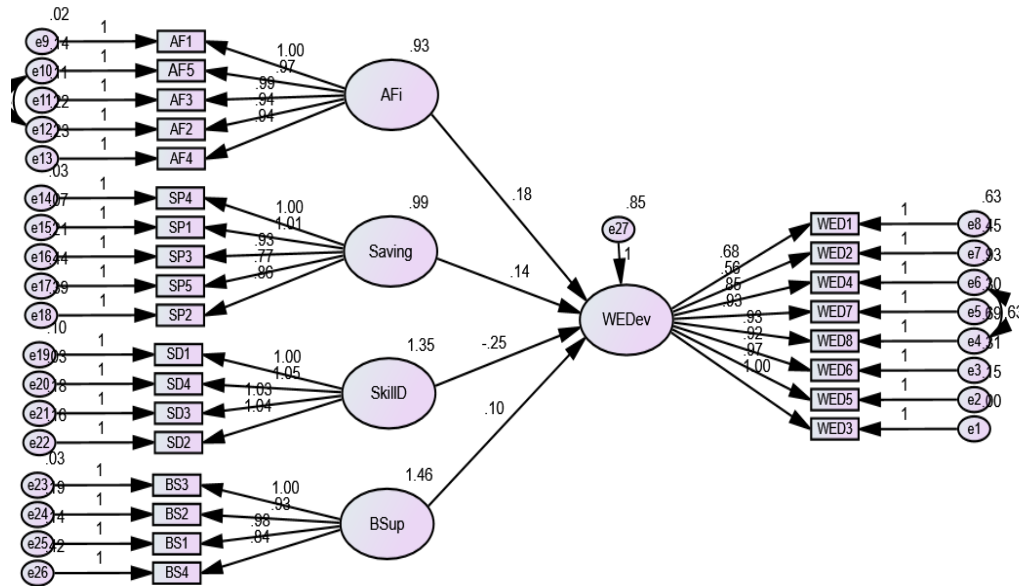 .02
e9 .14 1 AF1
e10 .11 1 AF5
e11 .22 1 AF3
e12 .23 1 AF2
e13 1 AF4
1.00
.97
.99
.94
.94
.93
AFi
.03
e14 .07 1 SP4
e15 .21 1 SP1
e16 .44 1 SP3
e17 .39 1 SP5
e18 1 SP2
1.00
1.01
.93
.77
.86
.99
Saving
.10
e19 .03 1 SD1
e20 .18 1 SD4
e21 .16 1 SD3
e22 1 SD2
1.00
1.05
1.03
1.04
1.35
SkillD
.03
e23 .19 1 BS3
e24 .14 1 BS2
e25 .42 1 BS1
e26 1 BS4
1.00
.93
.98
.84
1.46
BSup
.18
.14
-.25
.10
.85
e27
1
WEDev
.68
.56
.85
.93
.93
.92
.97
1.00
.63
WED1 1 e8 .45
WED2 1 e7 .93
WED4 1 e6 .30
WED7 1 e5 .69
WED8 1 e4 .31
WED6 1 e3 .15
WED5 1 e2 .00
WED3 1 e1